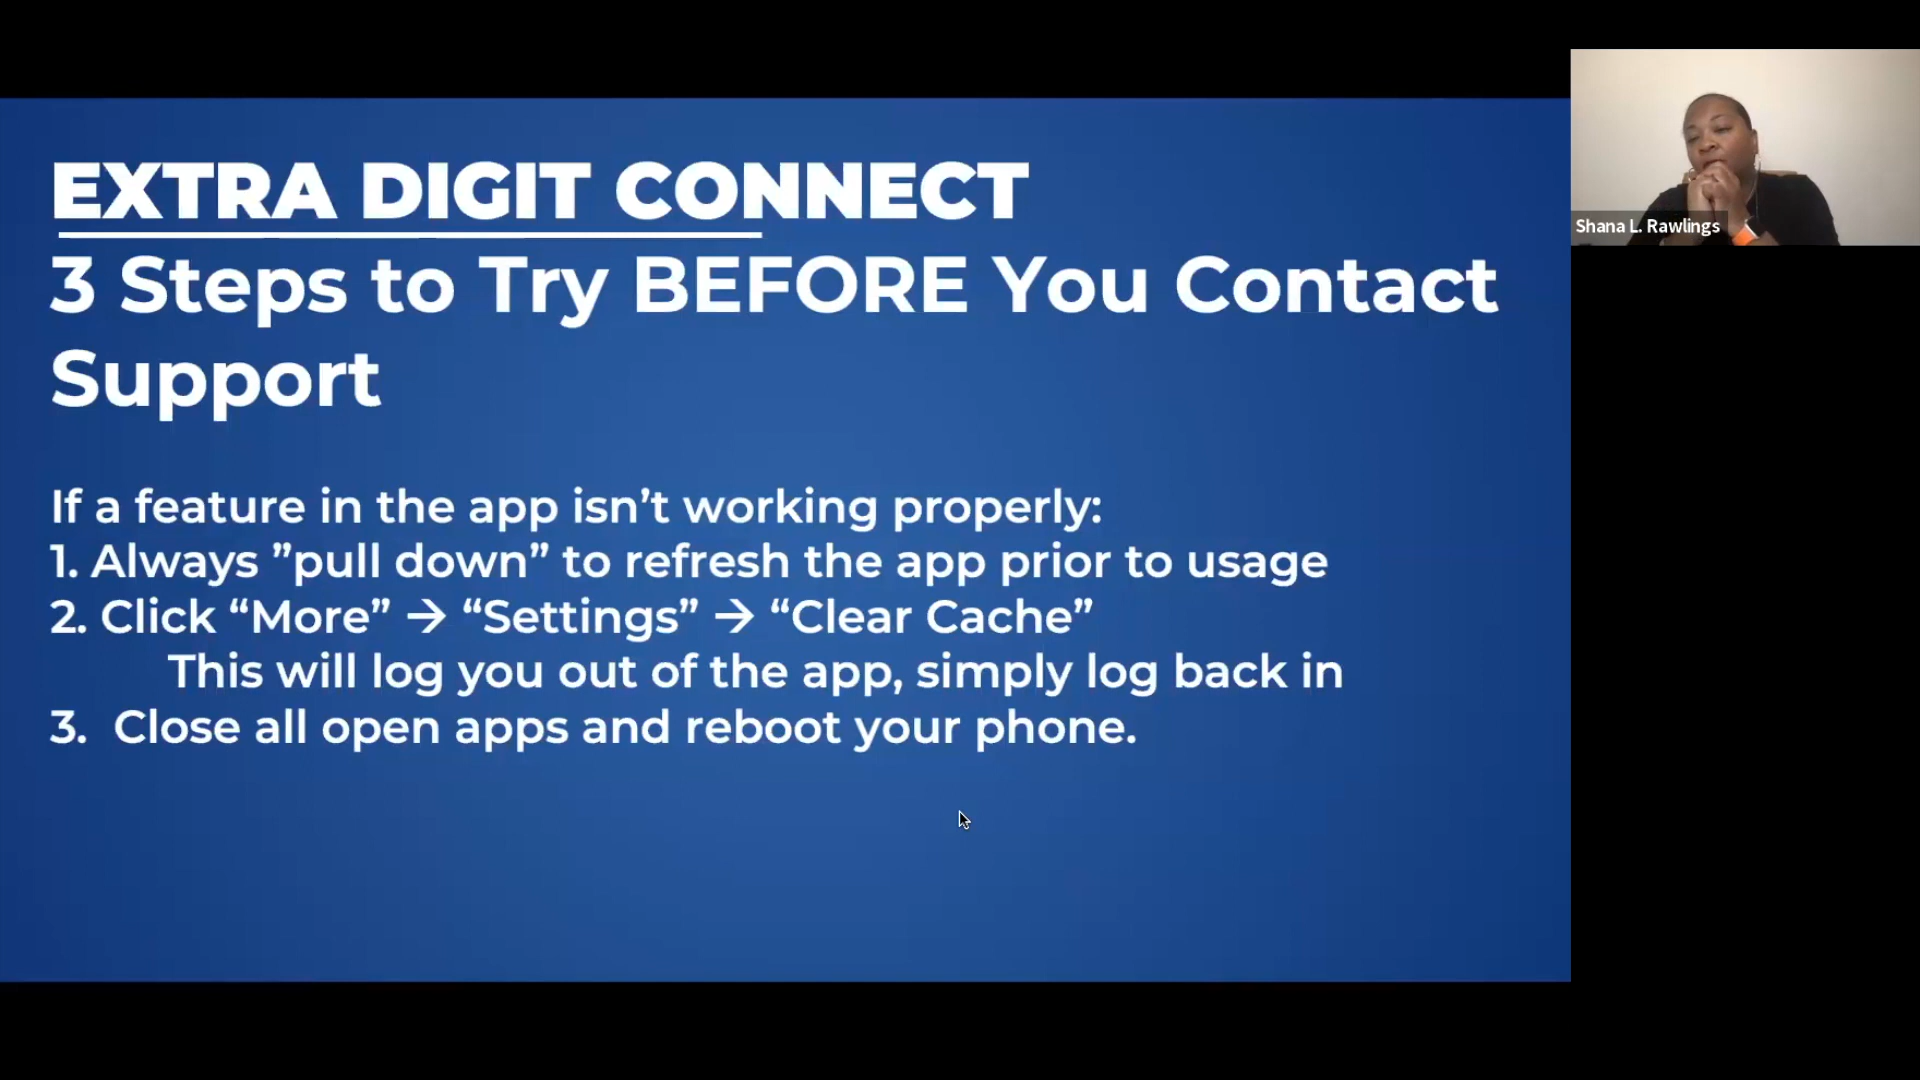 EXTRA DIGIT CONNECT
3 Steps to Try BEFORE You Contact
Support
If a feature in the app isn’t working properly:
1. Always ”pull down” to refresh the app prior to usage
2. Click “More” → “Settings” → “Clear Cache”
This will log you out of the app, simply log back in
3. Close all open apps and reboot your phone.
Shana L. Rawlings